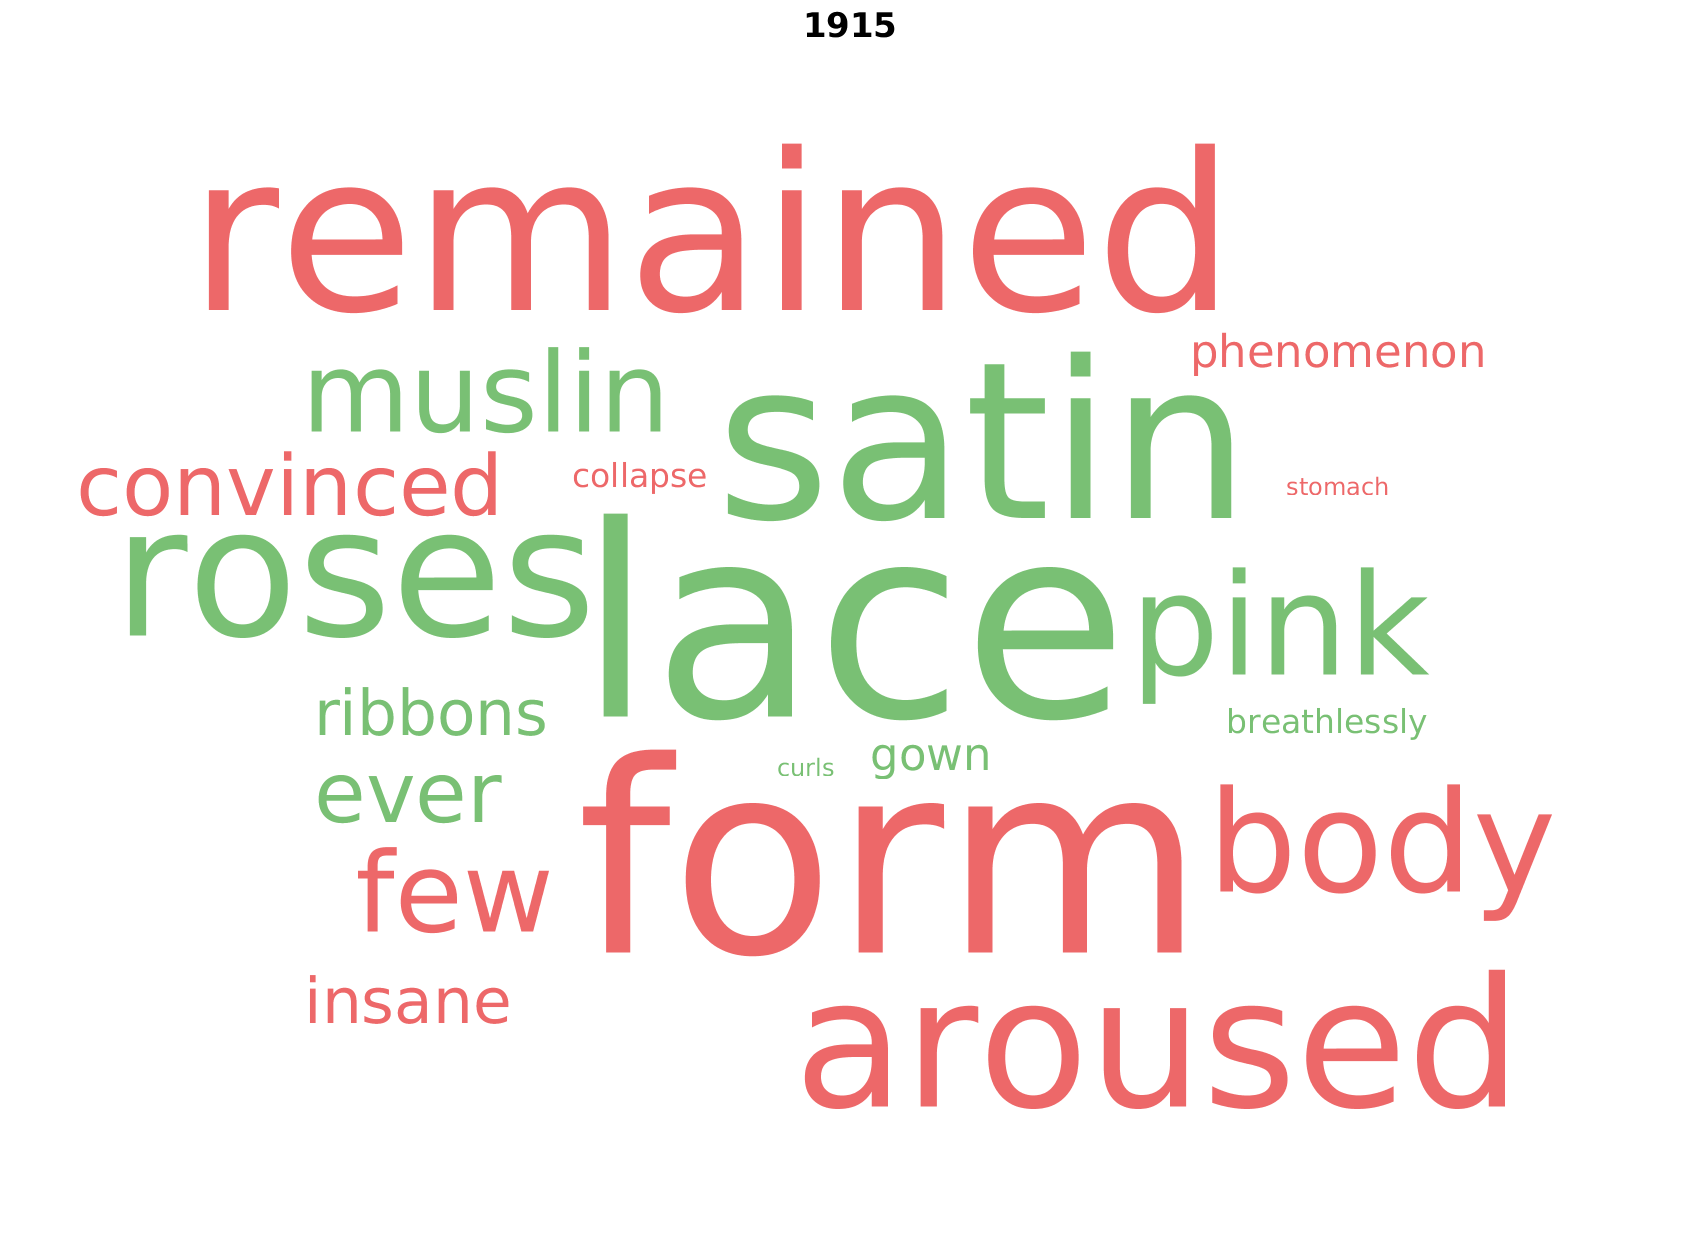 1915
remained
phenomenon
muslin
satin
convinced
collapse
stomach
roses
lace
pink
ribbons
breathlessly
gown
curls
ever
form
body
few
insane
aroused